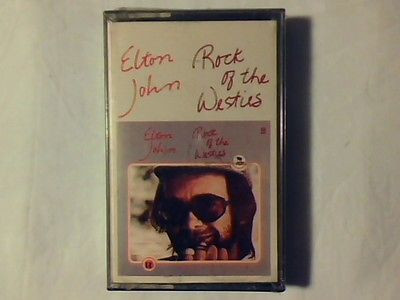 Elton
John
Rock
of the
Westies
Elton
John
Rock
of the
Westies